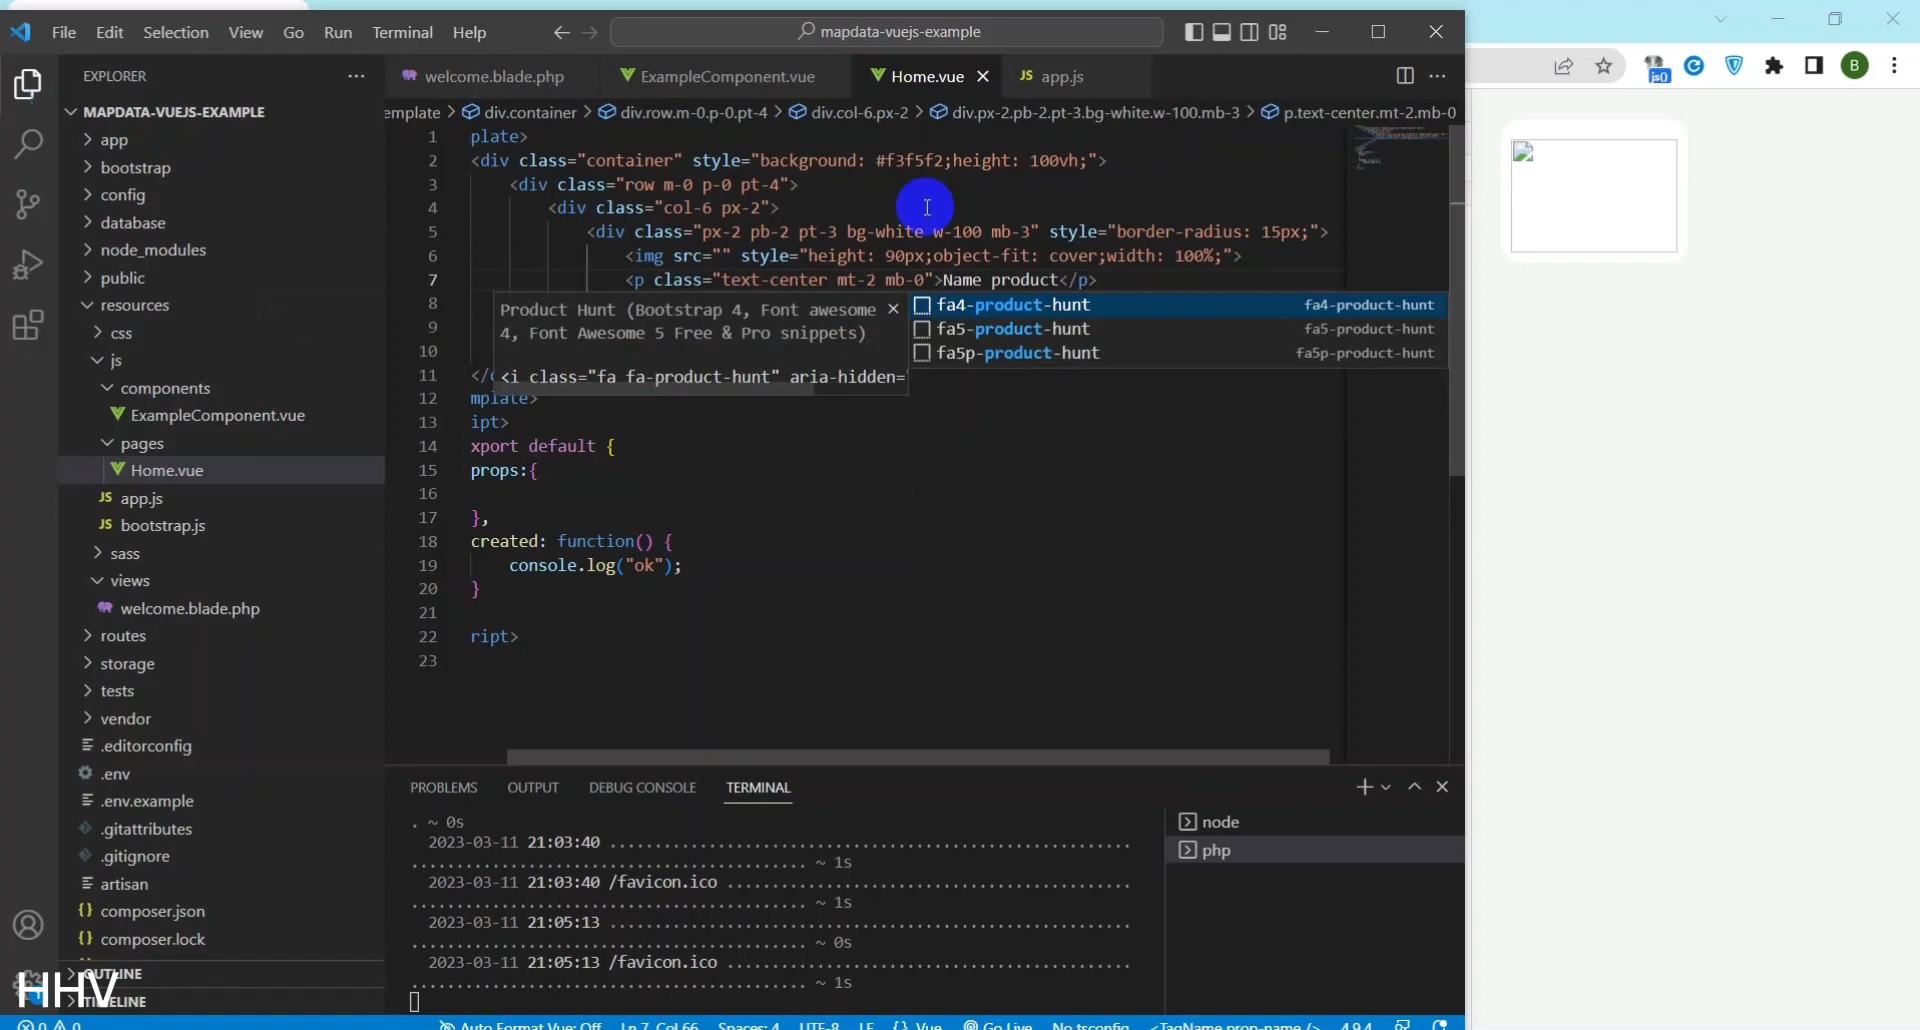 File Edit Selection View Go Run Terminal Help
mapdata-vuejs-example
js()
B
EXPLORER
MAPDATA-VUEJS-EXAMPLE
app
bootstrap
config
database
node_modules
public
resources
css
js
components
ExampleComponent.vue
pages
Home.vue
JS app.js
JS bootstrap.js
sass
views
welcome.blade.php
routes
storage
tests
vendor
.editorconfig
.env
.env.example
.gitattributes
.gitignore
artisan
{} composer.json
{} composer.lock
OUTLINE
TIMELINE
HHV
welcome.blade.php ExampleComponent.vue Home.vue JS app.js
emplate > div.container > div.row.m-0.p-0.pt-4 > div.col-6.px-2 > div.px-2.pb-2.pt-3.bg-white.w-100.mb-3 > p.text-center.mt-2.mb-0
1 plate>
2 <div class="container" style="background: #f3f5f2;height: 100vh;">
3 <div class="row m-0 p-0 pt-4">
4 <div class="col-6 px-2">
5 <div class="px-2 pb-2 pt-3 bg-white w-100 mb-3" style="border-radius: 15px;">
6 <img src="" style="height: 90px;object-fit: cover;width: 100%;">
7 <p class="text-center mt-2 mb-0">Name product</p>
8
9
10
11 </
12 mplate>
13 ipt>
14 xport default {
15 props:{
16
17 },
18 created: function() {
19 console.log("ok");
20 }
21
22 ript>
23
Product Hunt (Bootstrap 4, Font awesome
4, Font Awesome 5 Free & Pro snippets)
<i class="fa fa-product-hunt" aria-hidden=
fa4-product-hunt fa4-product-hunt
fa5-product-hunt fa5-product-hunt
fa5p-product-hunt fa5p-product-hunt
PROBLEMS OUTPUT DEBUG CONSOLE TERMINAL
. ~ 0s
2023-03-11 21:03:40 ......................................................
......................................... ~ 1s
2023-03-11 21:03:40 /favicon.ico ..........................................
......................................... ~ 1s
2023-03-11 21:05:13 ......................................................
......................................... ~ 0s
2023-03-11 21:05:13 /favicon.ico ..........................................
......................................... ~ 1s
node
php
0 0 Auto Format Vue: Off Ln 7, Col 66 Spaces: 4 UTF-8 LF {} Vue Go Live No tsconfig <TagName prop-name /> 4.9.4